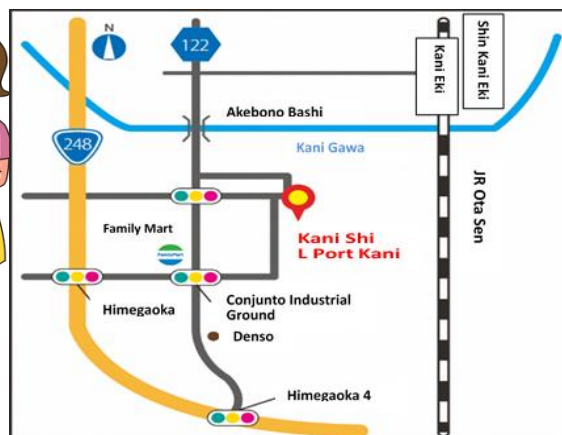 N
122
Kani Eki
Shin Kani Eki
Akebono Bashi
248
Kani Gawa
JR Ota Sen
Family Mart
FamilyMart
Kani Shi
L Port Kani
Himegaoka
Conjunto Industrial
Ground
Denso
Himegaoka 4